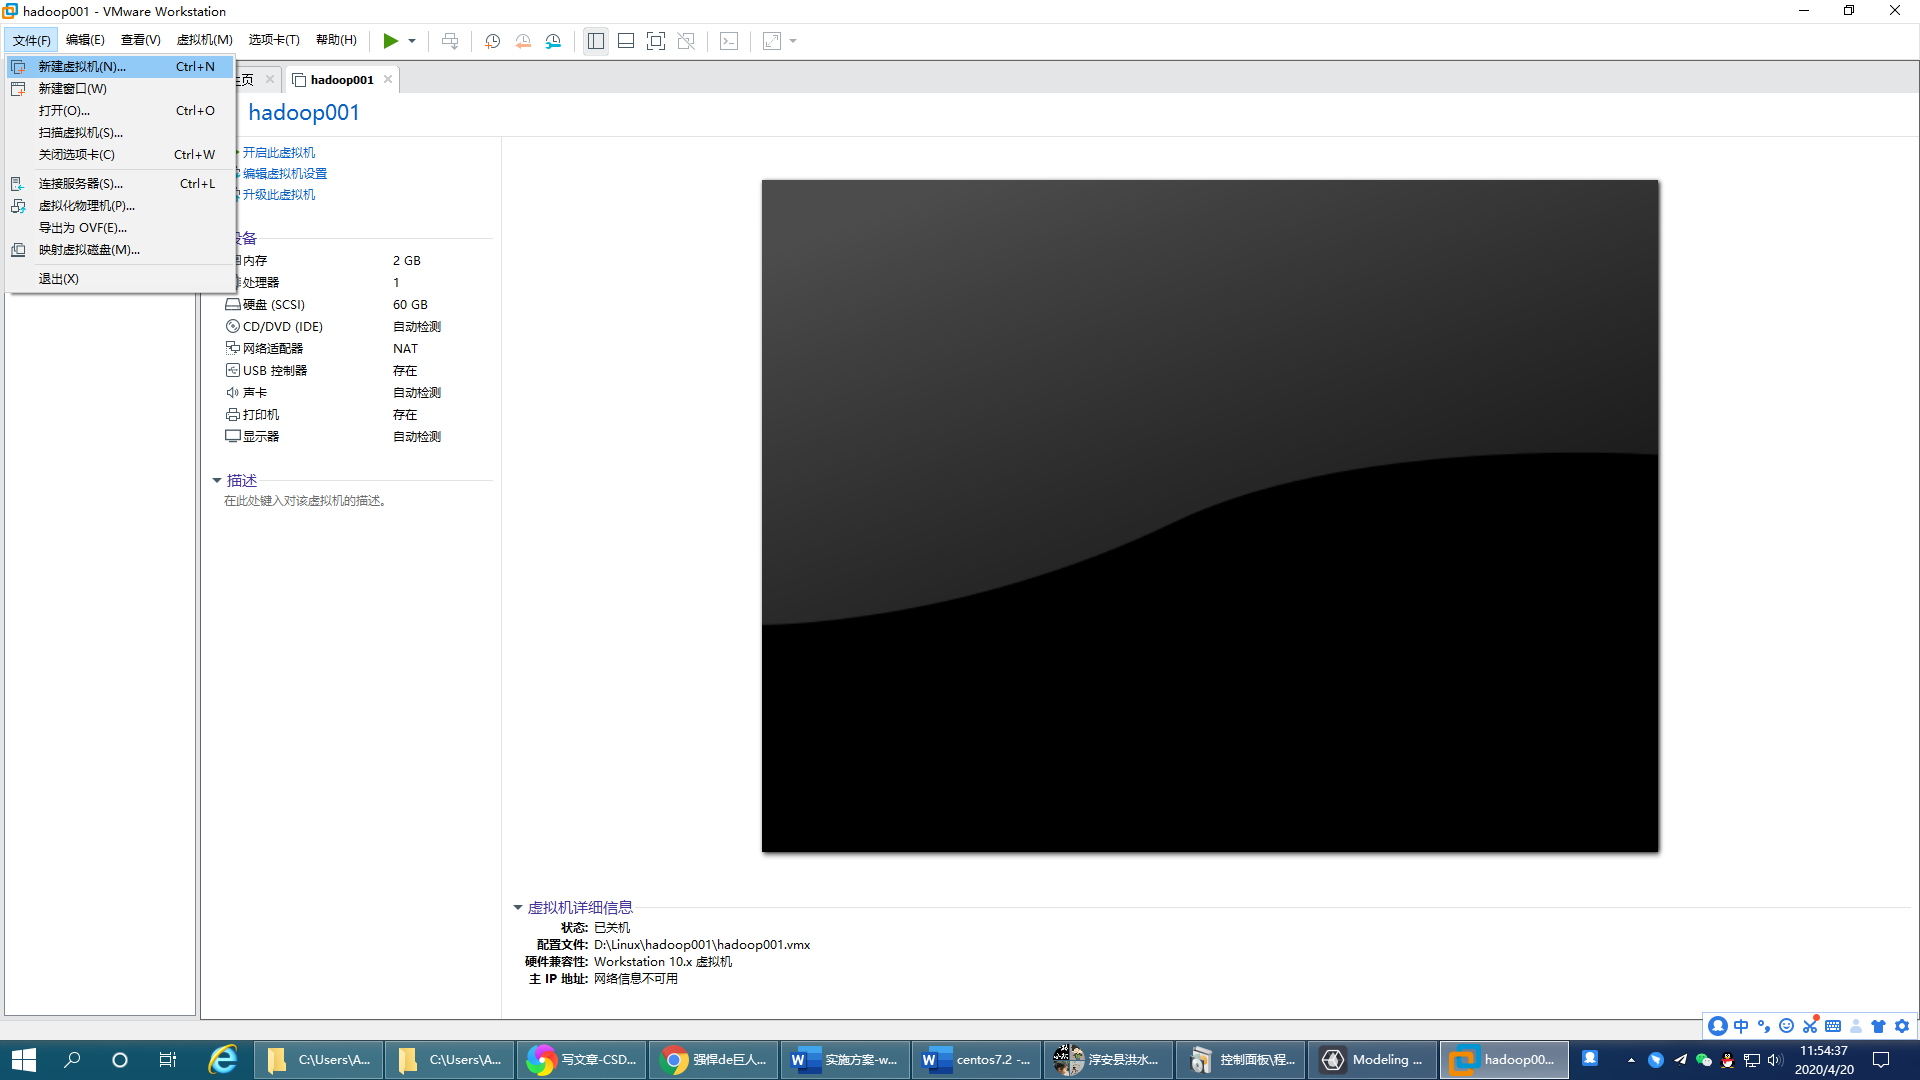 hadoop001 - VMware Workstation
文件(F) 编辑(E) 查看(V) 虚拟机(M) 选项卡(T) 帮助(H)
新建虚拟机(N)... Ctrl+N
新建窗口(W)
打开(O)... Ctrl+O
扫描虚拟机(S)...
关闭选项卡(C) Ctrl+W
连接服务器(S)... Ctrl+L
虚拟化物理机(P)...
导出为 OVF(E)...
映射虚拟磁盘(M)...
退出(X)
页 hadoop001
hadoop001
开启此虚拟机
编辑虚拟机设置
升级此虚拟机
设备
内存 2 GB
处理器 1
硬盘 (SCSI) 60 GB
CD/DVD (IDE) 自动检测
网络适配器 NAT
USB 控制器 存在
声卡 自动检测
打印机 存在
显示器 自动检测
描述
在此处键入对该虚拟机的描述。
虚拟机详细信息
状态: 已关机
配置文件: D:\Linux\hadoop001\hadoop001.vmx
硬件兼容性: Workstation 10.x 虚拟机
主 IP 地址: 网络信息不可用
中
C:\Users\A... C:\Users\A... 写文章-CSD... 强悍de巨人... 实施方案-w... centos7.2 -... 淳安县洪水... 控制面板\程... Modeling ... hadoop00...
11:54:37
2020/4/20